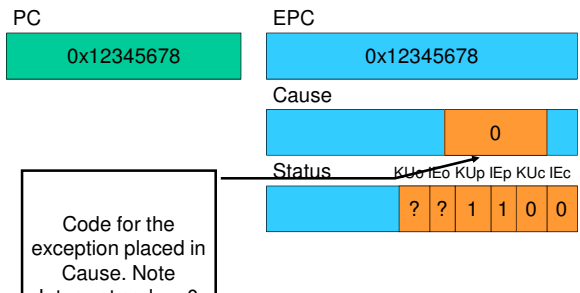 PC
EPC
0x12345678
0x12345678
Cause
0
Status
KUo IEo KUp IEp KUc IEc
? ? 1 1 0 0
Code for the
exception placed in
Cause. Note